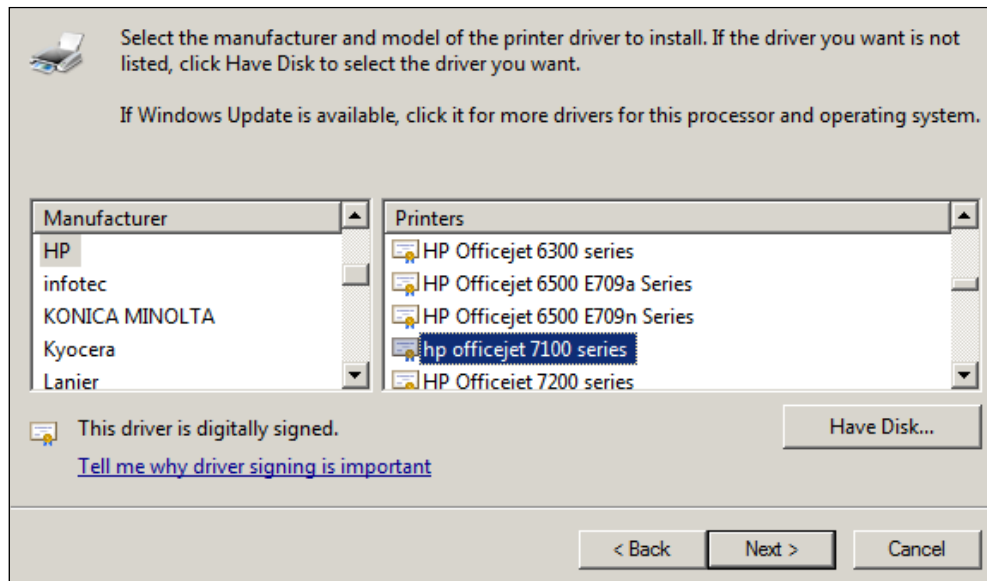 Select the manufacturer and model of the printer driver to install. If the driver you want is not
listed, click Have Disk to select the driver you want.
If Windows Update is available, click it for more drivers for this processor and operating system.
Manufacturer
HP
infotec
KONICA MINOLTA
Kyocera
Lanier
Printers
HP Officejet 6300 series
HP Officejet 6500 E709a Series
HP Officejet 6500 E709n Series
hp officejet 7100 series
HP Officejet 7200 series
This driver is digitally signed.
Tell me why driver signing is important
Have Disk...
< Back
Next >
Cancel